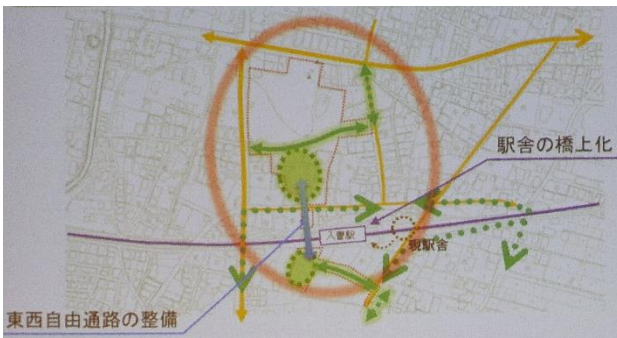 駅舎の橋上化
入曽駅
現駅舎
東西自由通路の整備